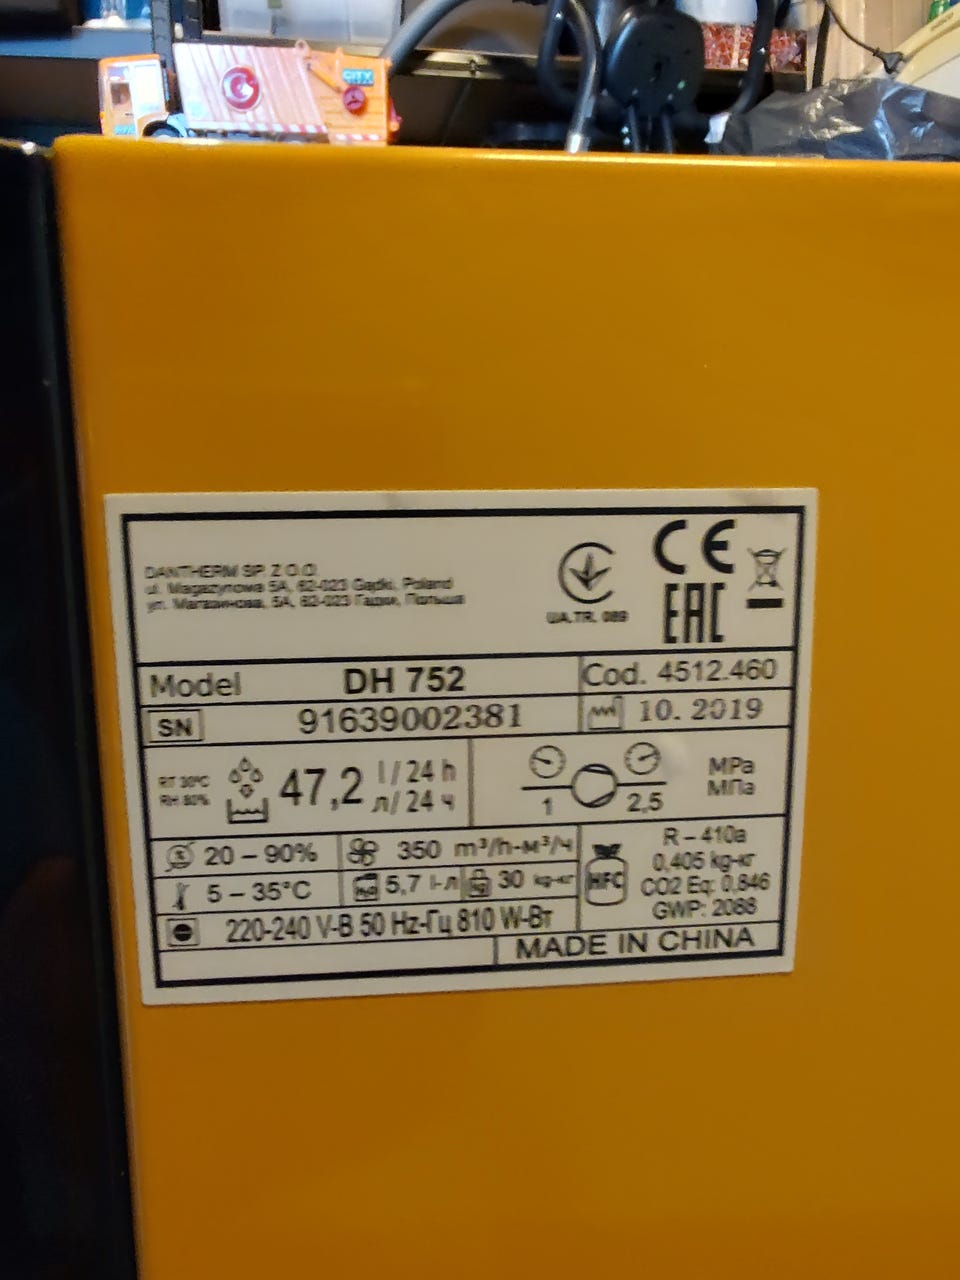 CITY
DANTHERM SP. Z O.O.
ul. Magazynowa 5A, 62-023 Gądki, Poland
ул. Магазинова, 5A, 62-023 Гадки, Польша
UA.TR. 089
CE
EAC
Model DH 752 Cod. 4512.460
SN 91639002381 10. 2019
RT 30°C
RH 80%
47,2 l / 24 h
л/ 24 ч
1 2,5
MPa
МПа
20 – 90% 350 m³/h-м³/ч
5 – 35°C H₂O 5,7 l-л kg 30 kg-кг
220-240 V-В 50 Hz-Гц 810 W-Вт
HFC
R – 410a
0,405 kg-кг
CO2 Eq: 0,846
GWP: 2088
MADE IN CHINA